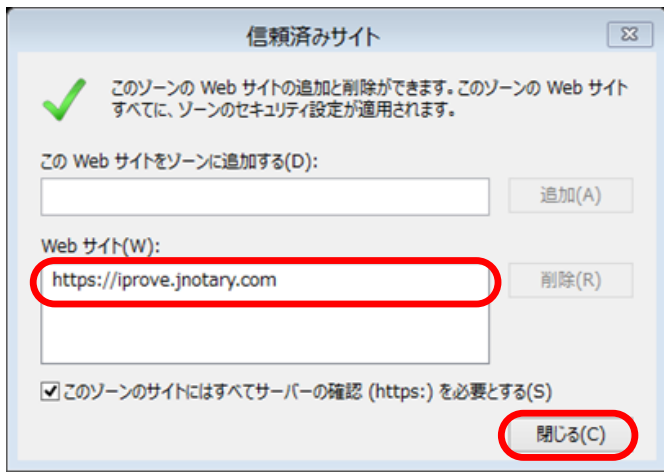 信頼済みサイト
このゾーンの Web サイトの追加と削除ができます。このゾーンの Web サイト
すべてに、ゾーンのセキュリティ設定が適用されます。
この Web サイトをゾーンに追加する(D):
追加(A)
Web サイト(W):
https://iprove.jnotary.com
削除(R)
このゾーンのサイトにはすべてサーバーの確認 (https:) を必要とする(S)
閉じる(C)